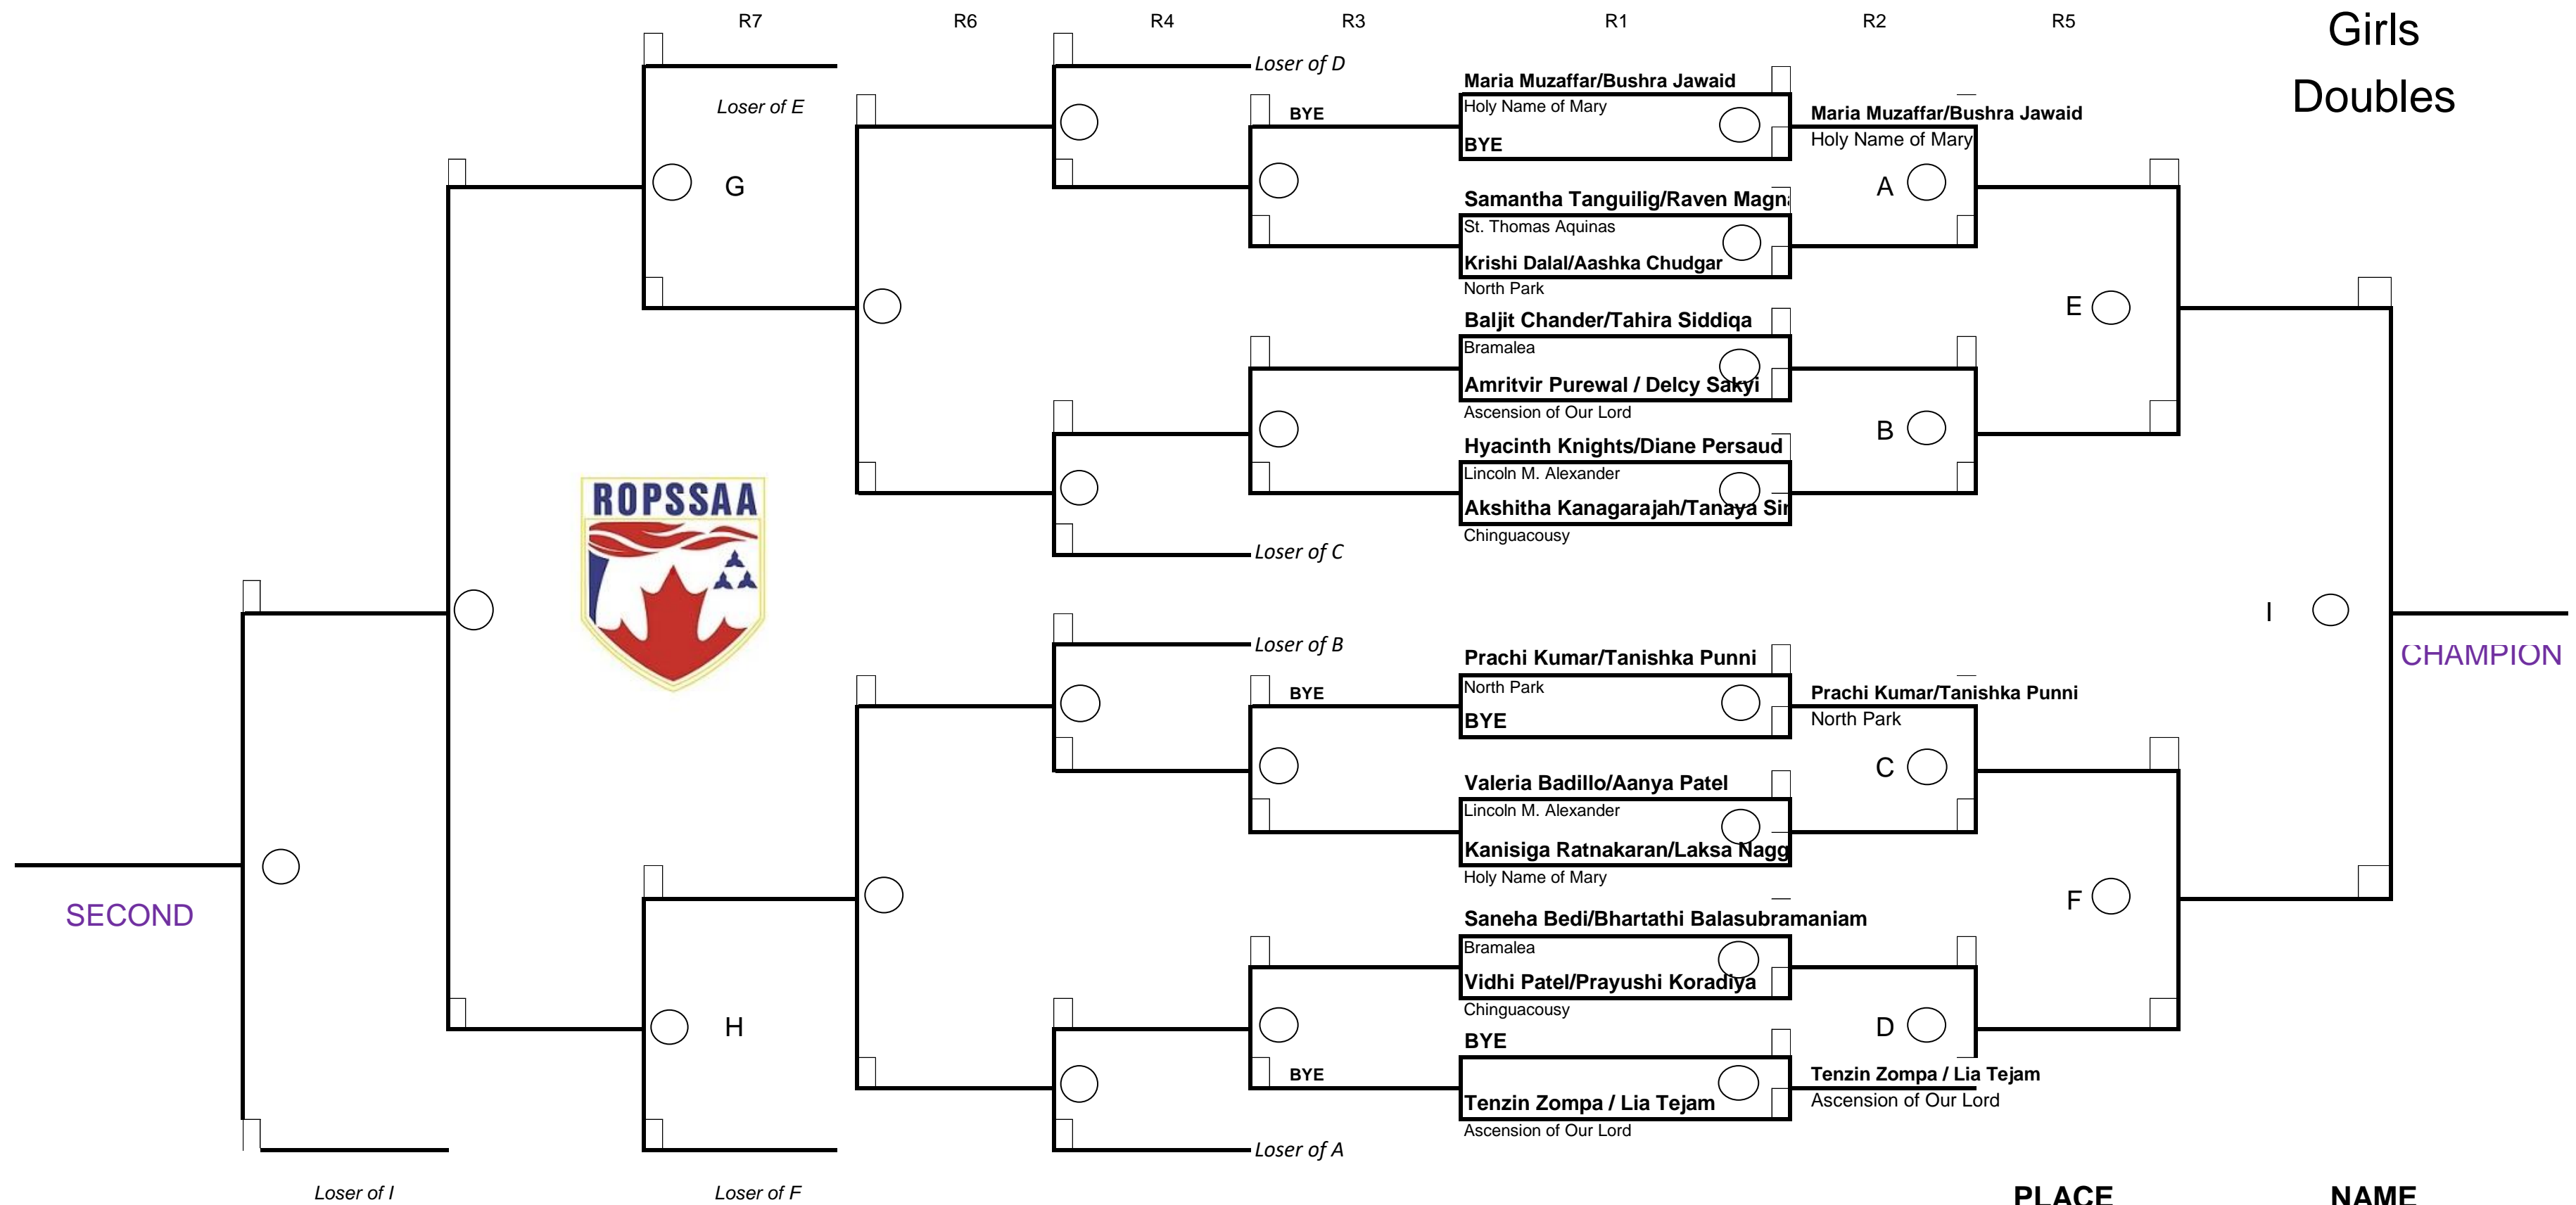 R7
R6
R4
R3
R1
R2
R5
Girls
Doubles
Loser of D
Maria Muzaffar/Bushra Jawaid
Loser of E
BYE
Holy Name of Mary
Maria Muzaffar/Bushra Jawaid
BYE
Holy Name of Mary
G
A
Samantha Tanguilig/Raven Magna
St. Thomas Aquinas
Krishi Dalal/Aashka Chudgar
North Park
E
Baljit Chander/Tahira Siddiqa
Bramalea
Amritvir Purewal / Delcy Sakyi
Ascension of Our Lord
B
Hyacinth Knights/Diane Persaud
Lincoln M. Alexander
ROPSSAA
Akshitha Kanagarajah/Tanaya Sin
Chinguacousy
Loser of C
I
Loser of B
Prachi Kumar/Tanishka Punni
CHAMPION
North Park
BYE
Prachi Kumar/Tanishka Punni
BYE
North Park
C
Valeria Badillo/Aanya Patel
Lincoln M. Alexander
Kanisiga Ratnakaran/Laksa Nagg
Holy Name of Mary
F
SECOND
Saneha Bedi/Bhartathi Balasubramaniam
Bramalea
Vidhi Patel/Prayushi Koradiya
Chinguacousy
H
D
BYE
BYE
Tenzin Zompa / Lia Tejam
Tenzin Zompa / Lia Tejam
Ascension of Our Lord
Ascension of Our Lord
Loser of A
Loser of I
Loser of F
PLACE
NAME